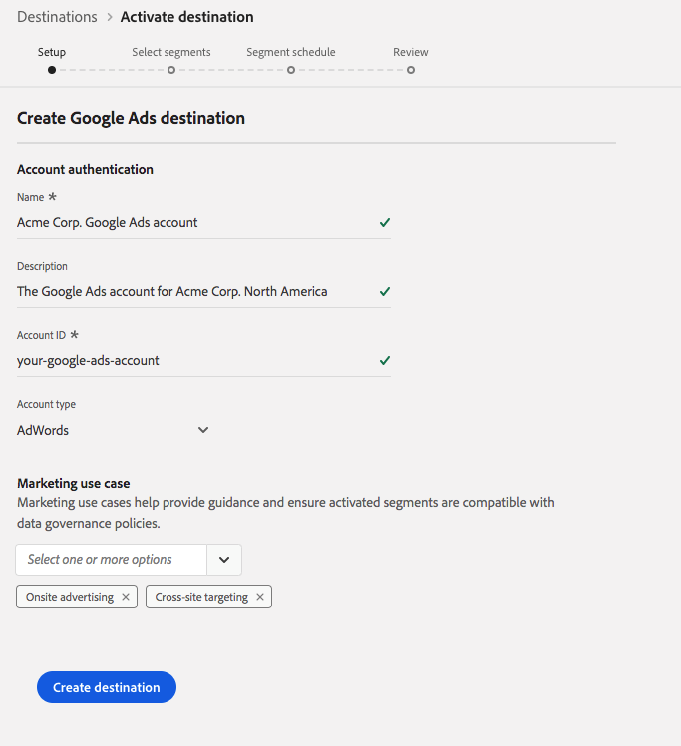 Destinations > Activate destination
Setup Select segments Segment schedule Review
Create Google Ads destination
Account authentication
Name *
Acme Corp. Google Ads account
Description
The Google Ads account for Acme Corp. North America
Account ID *
your-google-ads-account
Account type
AdWords
Marketing use case
Marketing use cases help provide guidance and ensure activated segments are compatible with
data governance policies.
Select one or more options
Onsite advertising × Cross-site targeting ×
Create destination